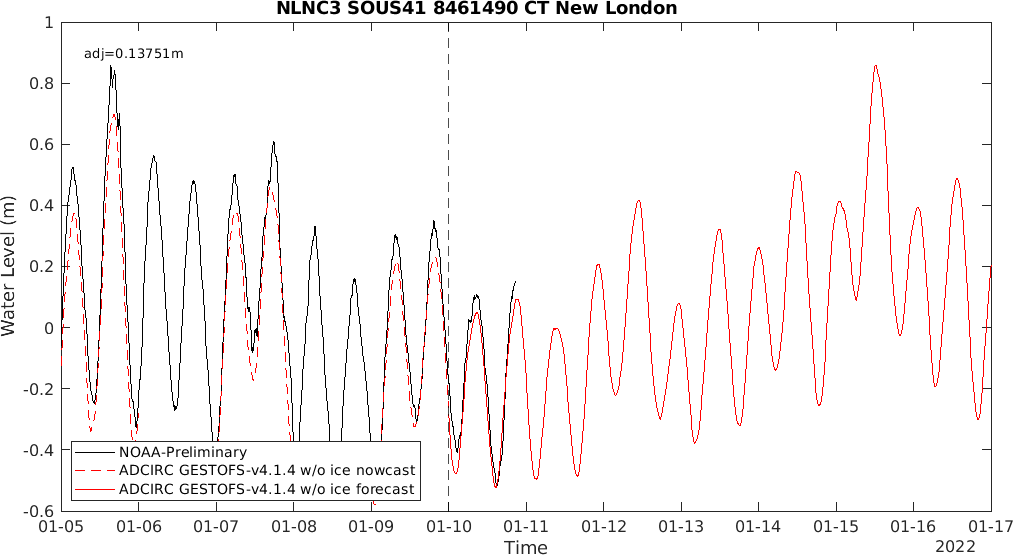 NLNC3 SOUS41 8461490 CT New London
adj=0.13751m
1
0.8
0.6
0.4
0.2
0
-0.2
-0.4
-0.6
Water Level (m)
NOAA-Preliminary
ADCIRC GESTOFS-v4.1.4 w/o ice nowcast
ADCIRC GESTOFS-v4.1.4 w/o ice forecast
01-05 01-06 01-07 01-08 01-09 01-10 01-11 01-12 01-13 01-14 01-15 01-16 01-17
Time
2022